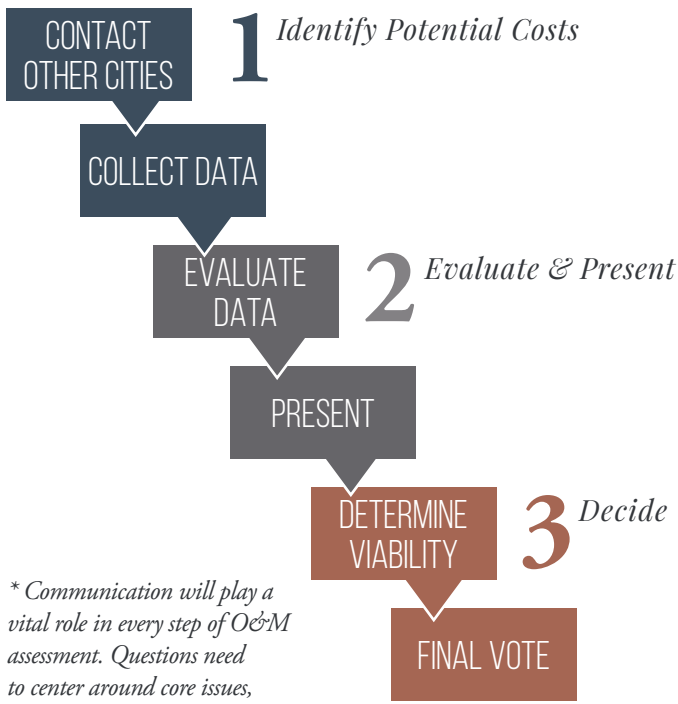 CONTACT
OTHER CITIES
1 Identify Potential Costs
COLLECT DATA
EVALUATE
DATA
2 Evaluate & Present
PRESENT
DETERMINE
VIABILITY
3 Decide
* Communication will play a
vital role in every step of O&M
assessment. Questions need
to center around core issues,
FINAL VOTE